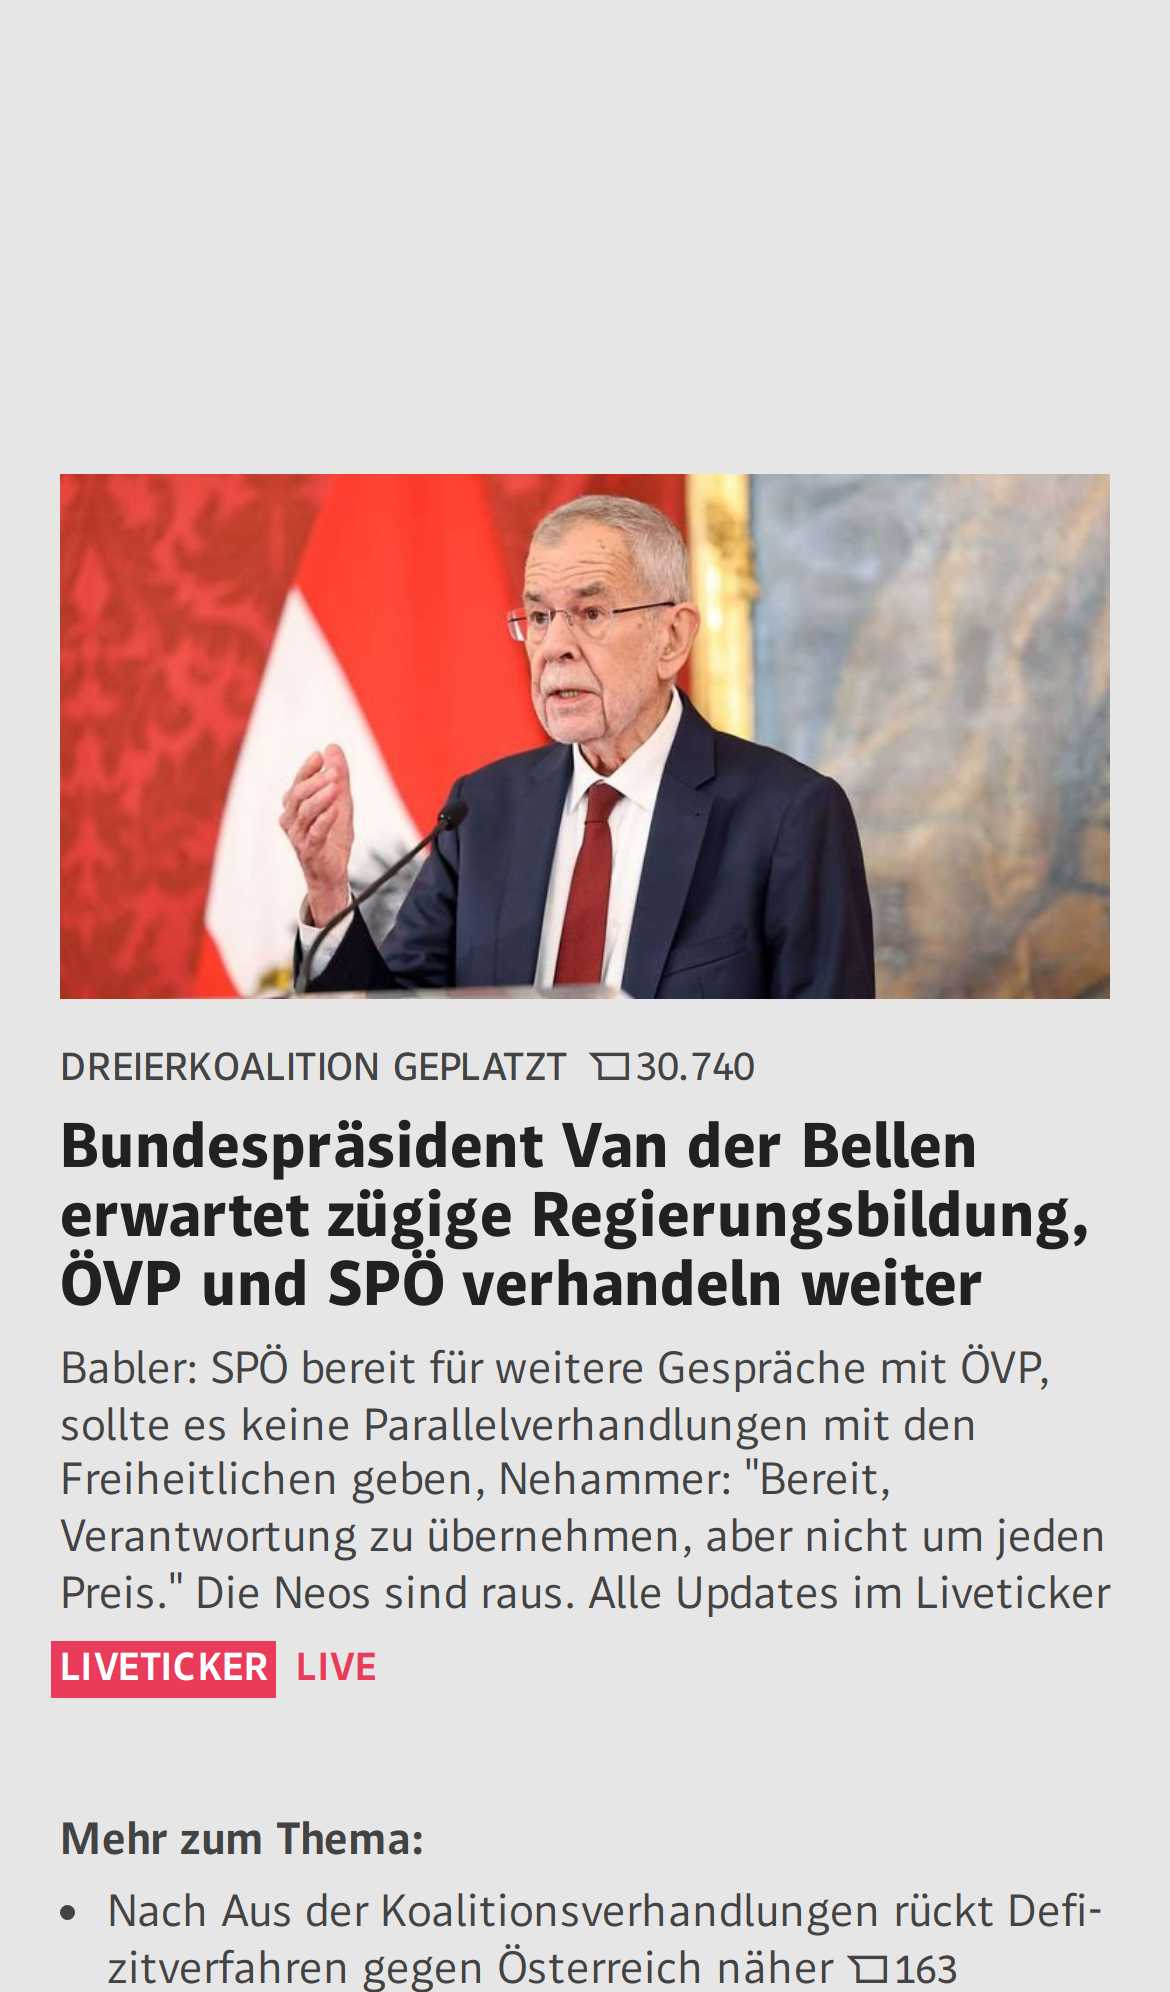 DREIERKOALITION GEPLATZT 30.740
Bundespräsident Van der Bellen
erwartet zügige Regierungsbildung,
ÖVP und SPÖ verhandeln weiter
Babler: SPÖ bereit für weitere Gespräche mit ÖVP,
sollte es keine Parallelverhandlungen mit den
Freiheitlichen geben, Nehammer: "Bereit,
Verantwortung zu übernehmen, aber nicht um jeden
Preis." Die Neos sind raus. Alle Updates im Liveticker
LIVETICKER LIVE
Mehr zum Thema:
• Nach Aus der Koalitionsverhandlungen rückt Defi-
zitverfahren gegen Österreich näher 163